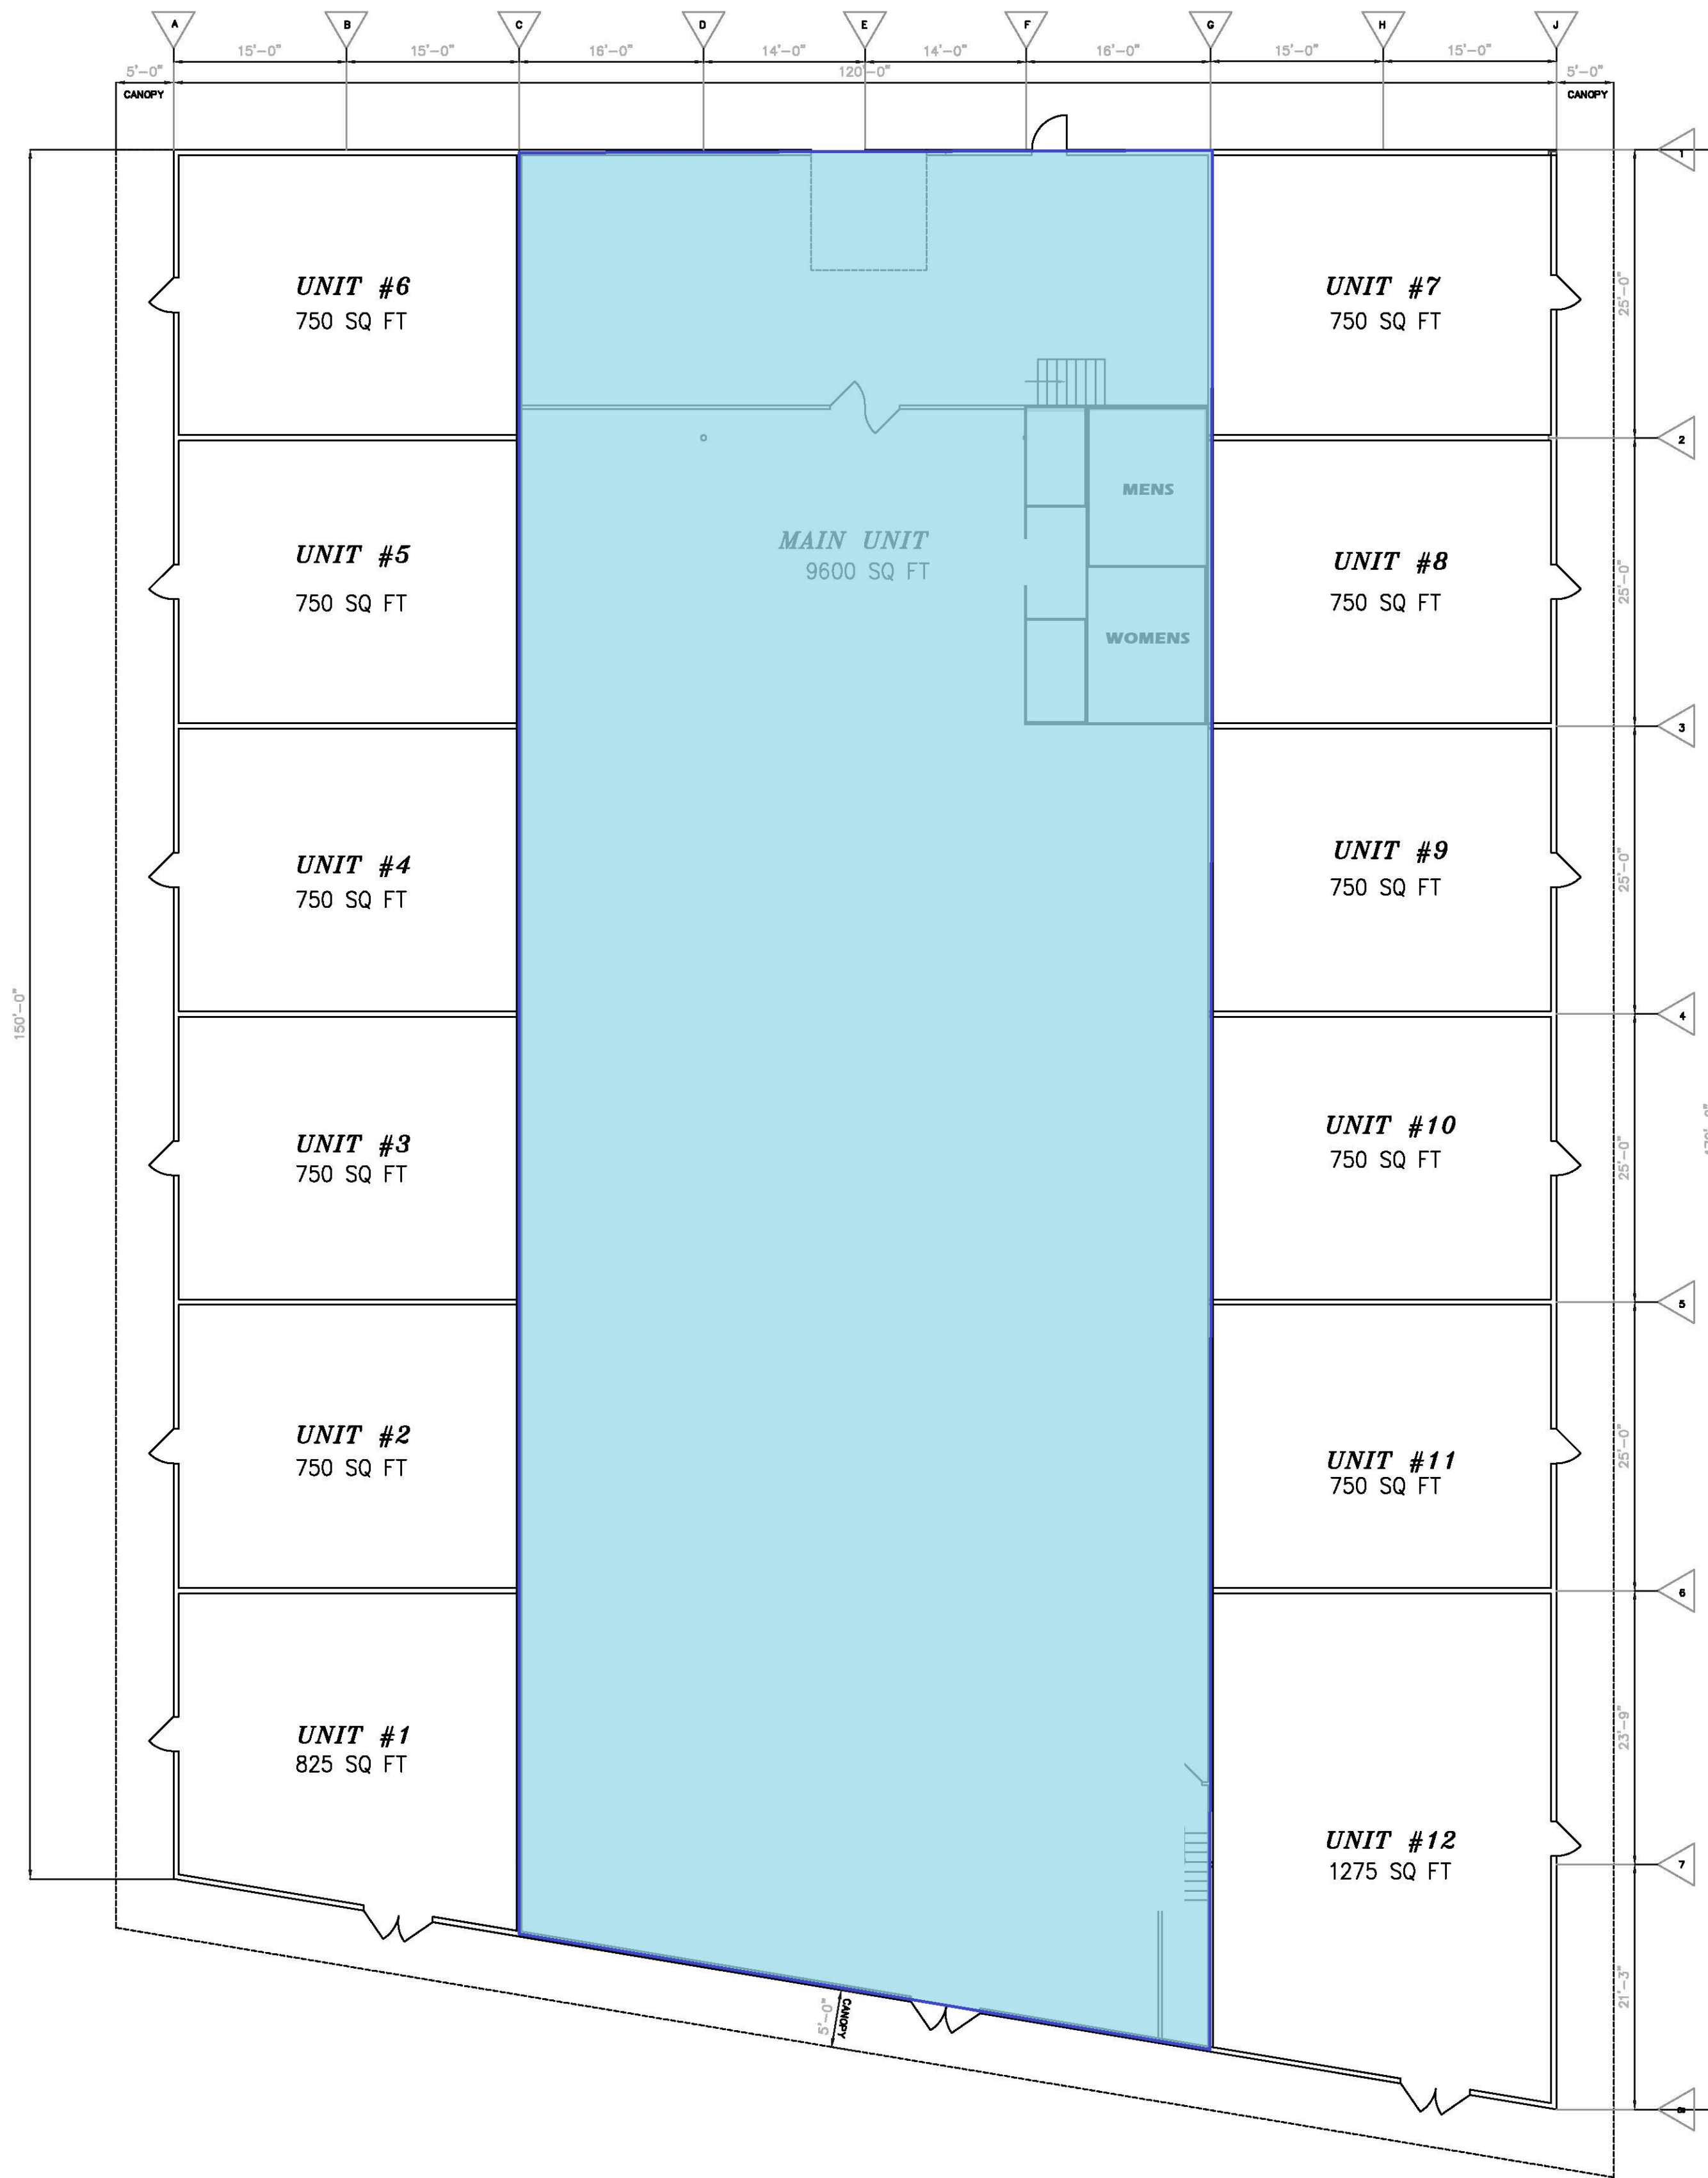 A B C D E F G H J
15'-0" 15'-0" 16'-0" 14'-0" 14'-0" 16'-0" 15'-0" 15'-0"
5'-0" 120'-0" 5'-0"
CANOPY CANOPY
1
UNIT #6
750 SQ FT
UNIT #7
750 SQ FT
25'-0"
2
MENS
MAIN UNIT
9600 SQ FT
WOMENS
UNIT #5
750 SQ FT
UNIT #8
750 SQ FT
25'-0"
3
UNIT #4
750 SQ FT
UNIT #9
750 SQ FT
25'-0"
150'-0"
4
UNIT #3
750 SQ FT
UNIT #10
750 SQ FT
25'-0"
5
UNIT #2
750 SQ FT
UNIT #11
750 SQ FT
25'-0"
6
UNIT #1
825 SQ FT
23'-9"
UNIT #12
1275 SQ FT
7
21'-3"
5'-0"
CANOPY